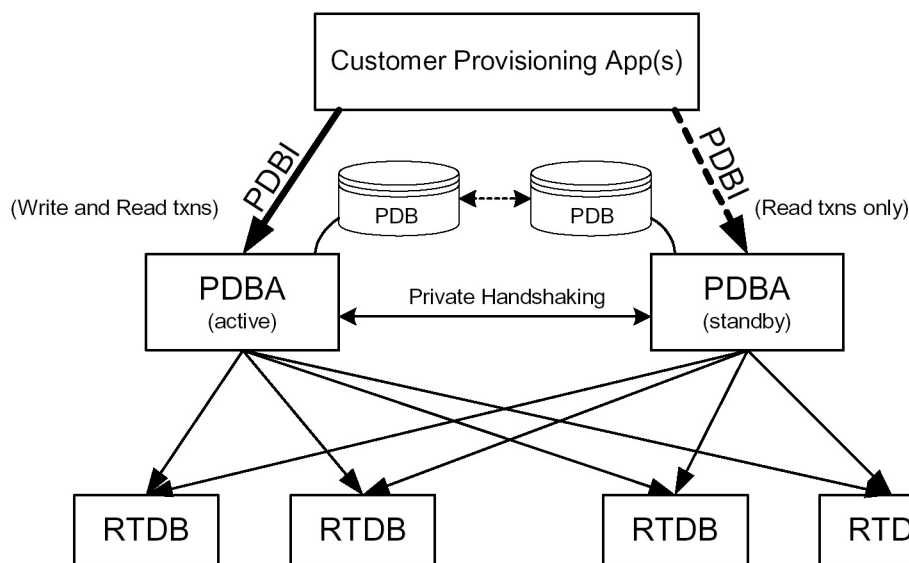 Customer Provisioning App(s)
PDBI
PDBI
(Write and Read txns)
(Read txns only)
PDB
PDB
PDBA
(active)
Private Handshaking
PDBA
(standby)
RTDB
RTDB
RTDB
RTD